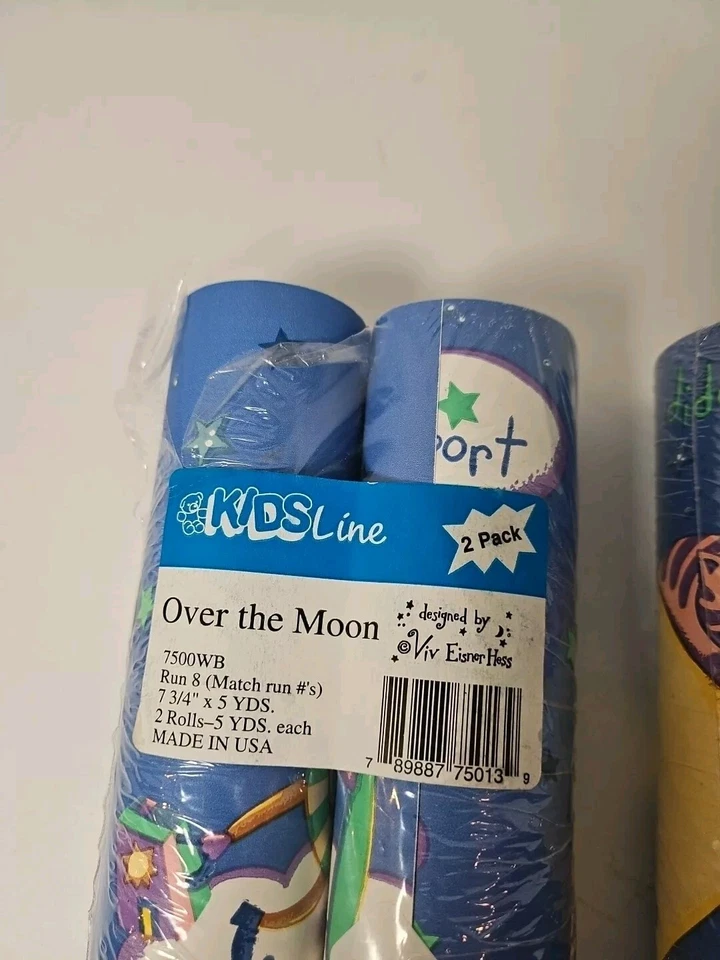 port
KIDSLine
2 Pack
Over the Moon
designed by
©Viv Eisner Hess
7500WB
Run 8 (Match run #'s)
7 3/4" x 5 YDS.
2 Rolls–5 YDS. each
MADE IN USA
7 89887 75013 9